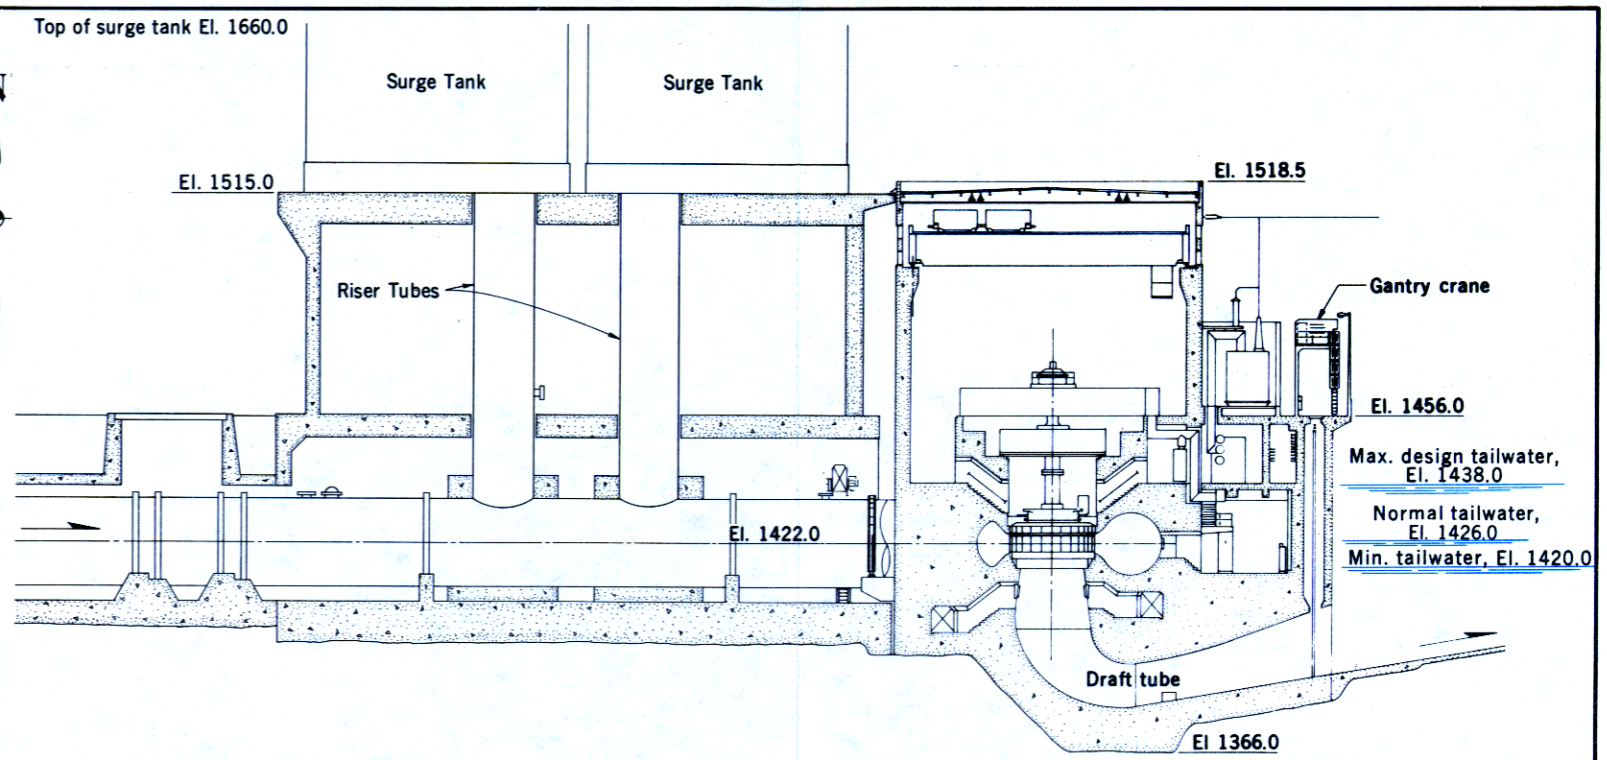 Top of surge tank El. 1660.0
Surge Tank
Surge Tank
El. 1515.0
El. 1518.5
Riser Tubes
Gantry crane
El. 1456.0
Max. design tailwater,
El. 1438.0
Normal tailwater,
El. 1426.0
Min. tailwater, El. 1420.0
El. 1422.0
Draft tube
El 1366.0